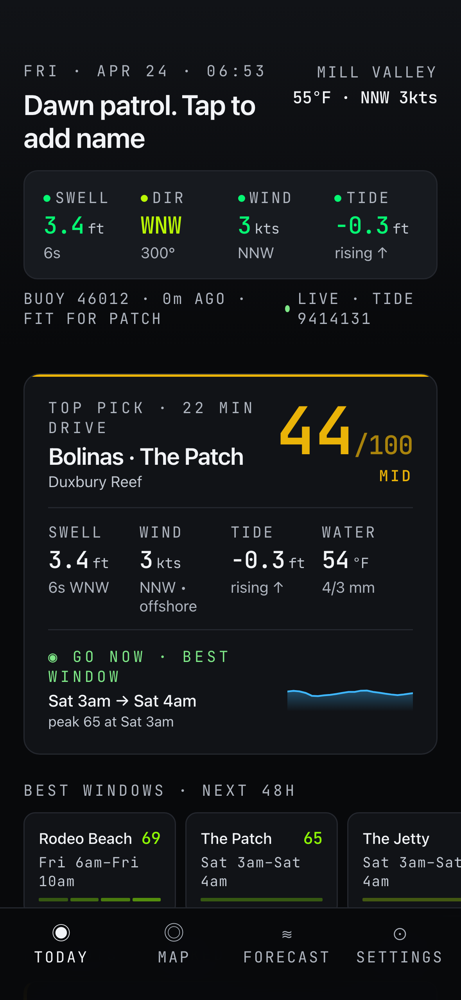 FRI · APR 24 · 06:53
MILL VALLEY
55°F · NNW 3kts
Dawn patrol. Tap to
add name
SWELL
DIR
WIND
TIDE
3.4 ft
WNW
3 kts
-0.3 ft
6s
300°
NNW
rising ↑
BUOY 46012 · 0m AGO ·
FIT FOR PATCH
LIVE · TIDE
9414131
TOP PICK · 22 MIN
DRIVE
44/100
Bolinas · The Patch
MID
Duxbury Reef
SWELL
WIND
TIDE
WATER
3.4 ft
3 kts
-0.3 ft
54 °F
6s WNW
NNW •
offshore
rising ↑
4/3 mm
◉ GO NOW · BEST
WINDOW
Sat 3am → Sat 4am
peak 65 at Sat 3am
BEST WINDOWS · NEXT 48H
Rodeo Beach 69
Fri 6am–Fri
10am
The Patch 65
Sat 3am–Sat
4am
The Jetty
Sat 3am–Sat
4am
TODAY
MAP
FORECAST
SETTINGS